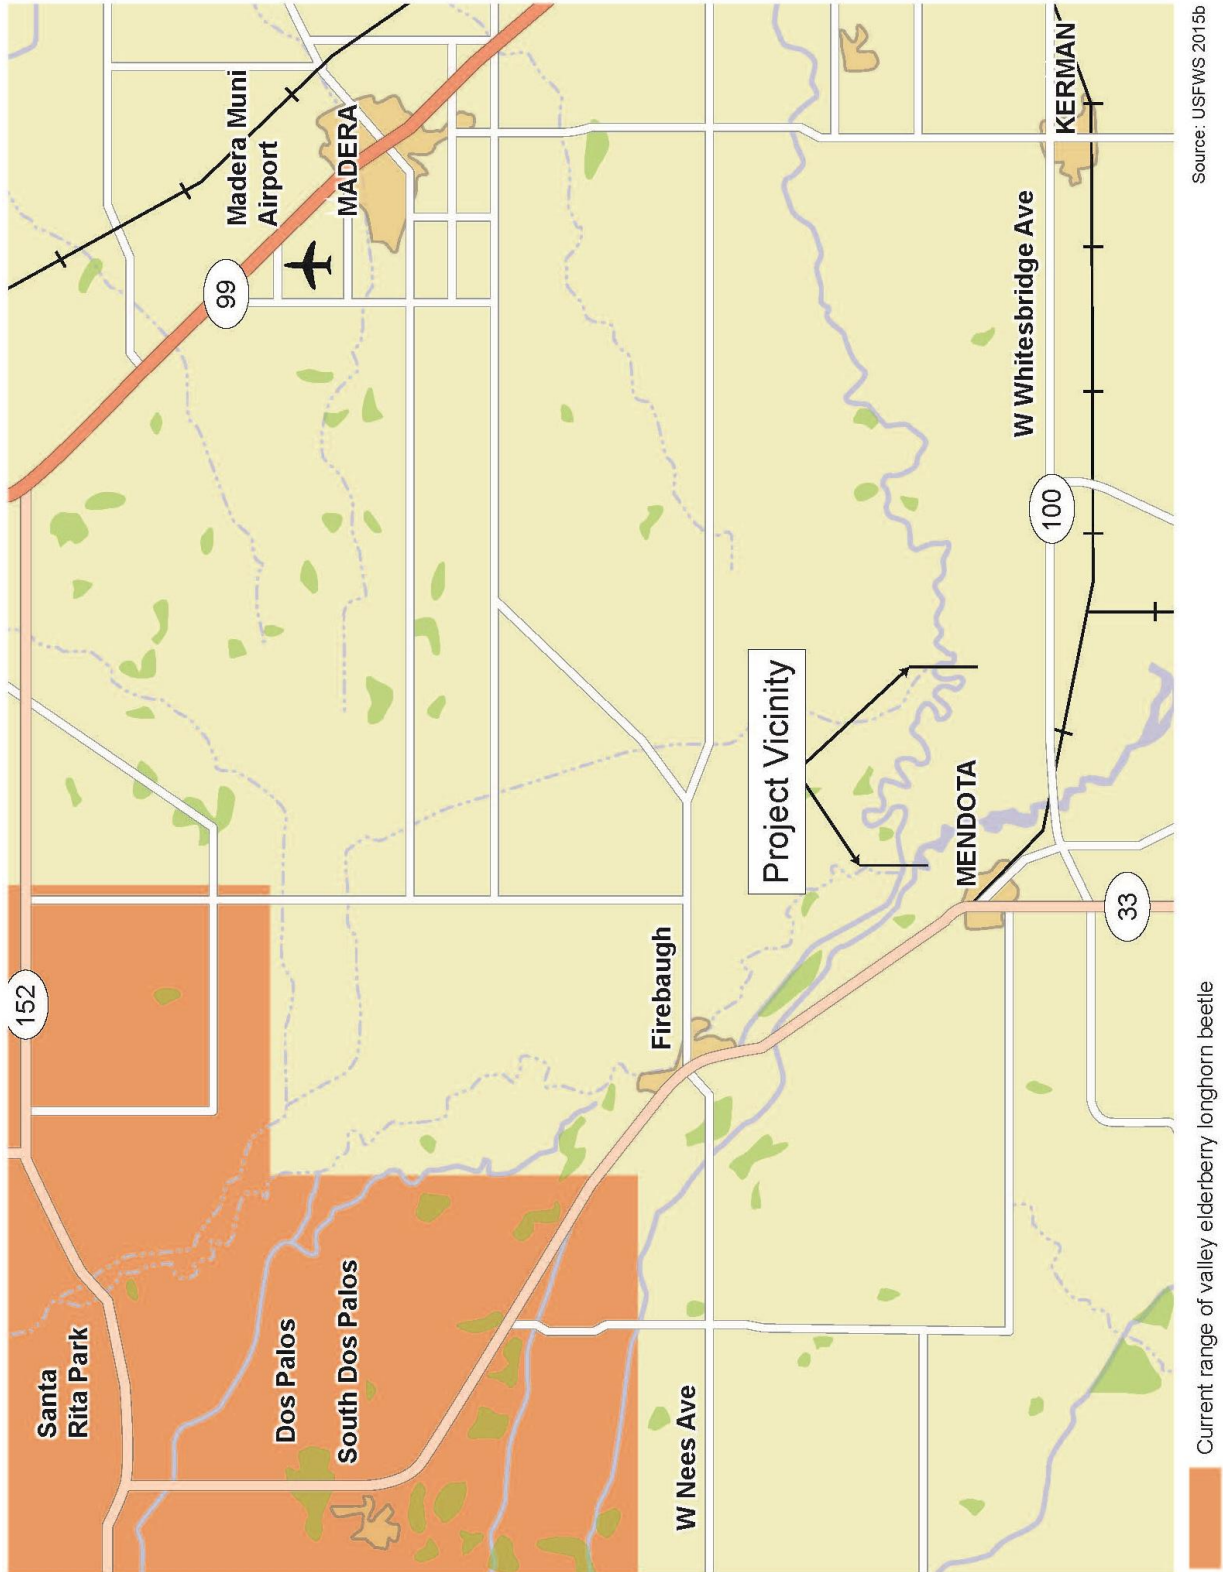 152
99
Madera Muni
Airport
MADERA
Santa
Rita Park
Dos Palos
South Dos Palos
Firebaugh
W Nees Ave
Project Vicinity
MENDOTA
W Whitesbridge Ave
KERMAN
100
33
Current range of valley elderberry longhorn beetle
Source: USFWS 2015b